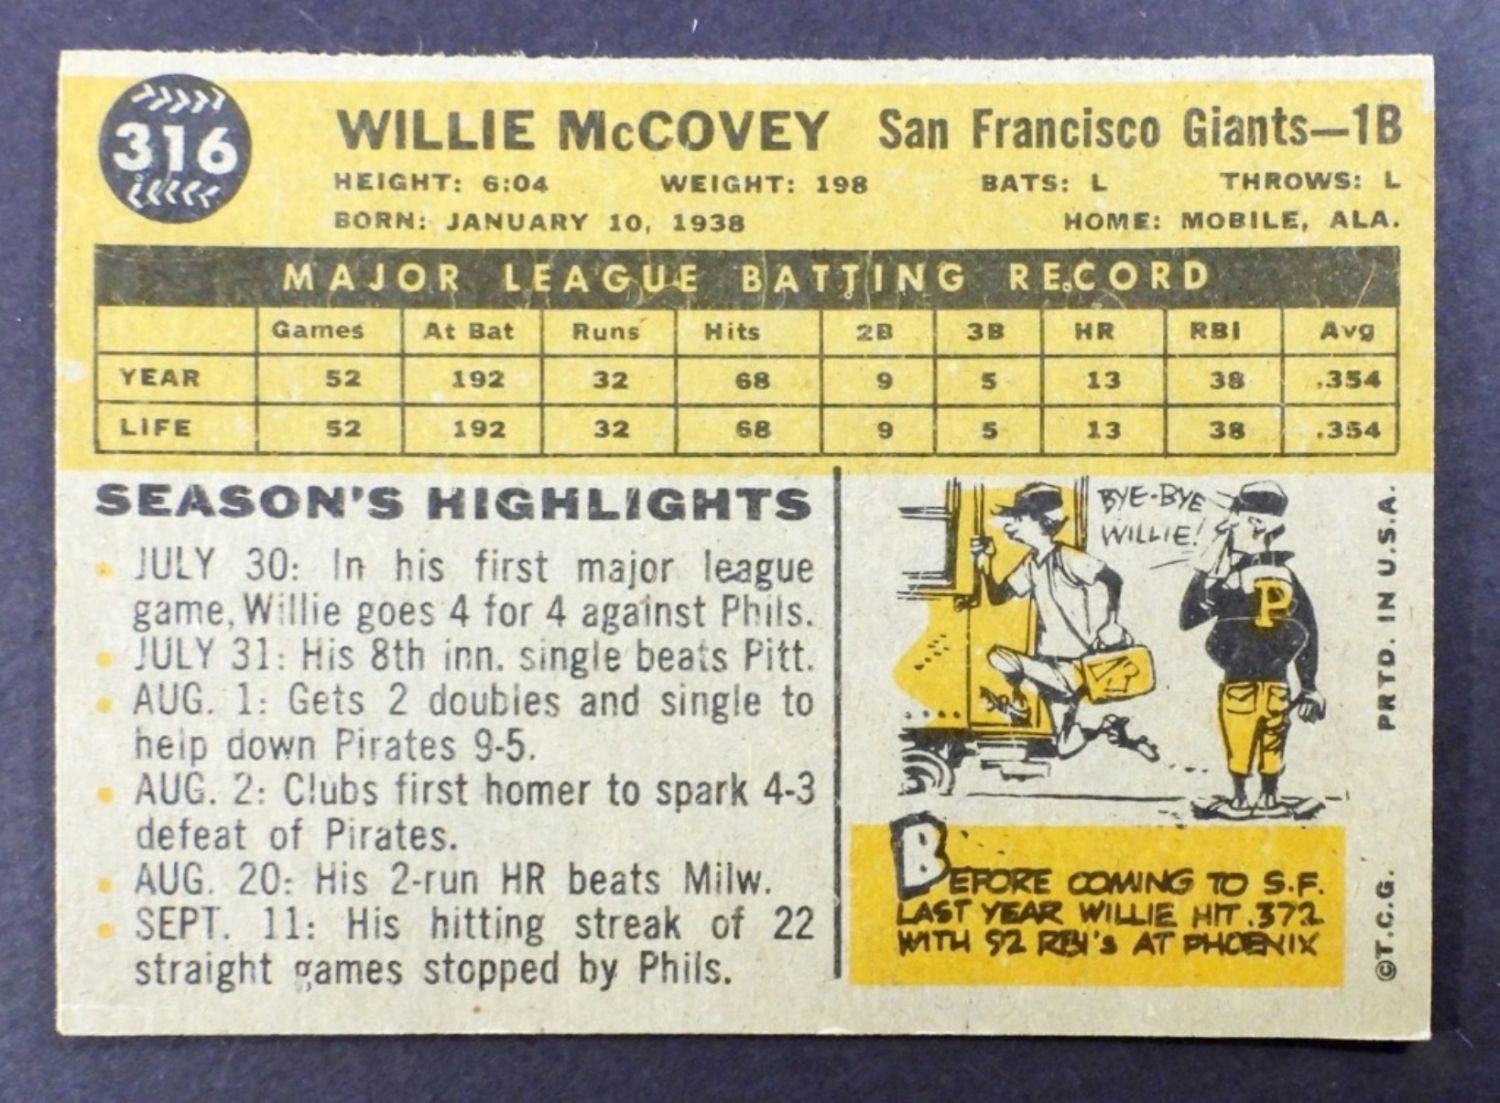 316
WILLIE McCOVEY San Francisco Giants—1B
HEIGHT: 6:04 WEIGHT: 198 BATS: L THROWS: L
BORN: JANUARY 10, 1938 HOME: MOBILE, ALA.
MAJOR LEAGUE BATTING RECORD
Games At Bat Runs Hits 2B 3B HR RBI Avg
YEAR 52 192 32 68 9 5 13 38 .354
LIFE 52 192 32 68 9 5 13 38 .354
SEASON'S HIGHLIGHTS
• JULY 30: In his first major league
game, Willie goes 4 for 4 against Phils.
• JULY 31: His 8th inn. single beats Pitt.
• AUG. 1: Gets 2 doubles and single to
help down Pirates 9-5.
• AUG. 2: Clubs first homer to spark 4-3
defeat of Pirates.
• AUG. 20: His 2-run HR beats Milw.
• SEPT. 11: His hitting streak of 22
straight games stopped by Phils.
BYE-BYE
WILLIE!
P
BEFORE COMING TO S.F.
LAST YEAR WILLIE HIT .372
WITH 92 RBI'S AT PHOENIX
©T.C.G. PRTD. IN U.S.A.